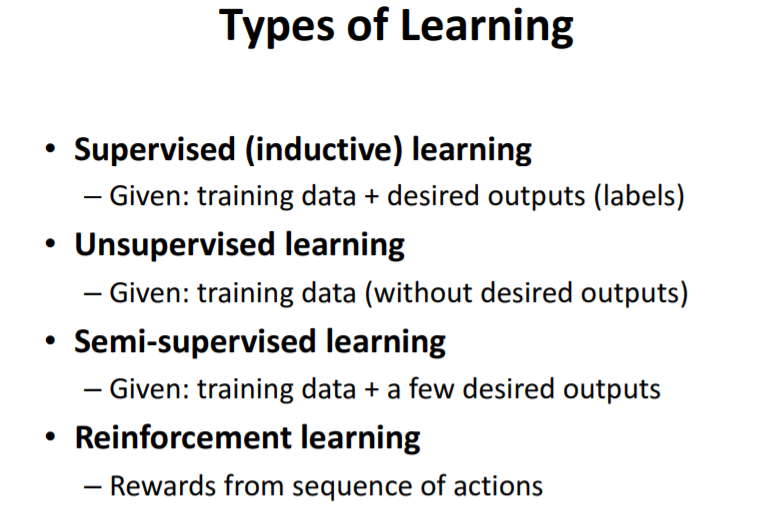 Types of Learning
• Supervised (inductive) learning
– Given: training data + desired outputs (labels)
• Unsupervised learning
– Given: training data (without desired outputs)
• Semi-supervised learning
– Given: training data + a few desired outputs
• Reinforcement learning
– Rewards from sequence of actions